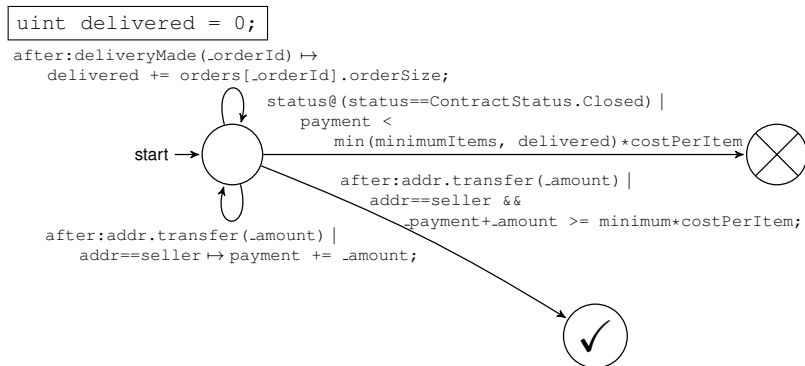 uint delivered = 0;
after:deliveryMade(_orderId) ↦
delivered += orders[_orderId].orderSize;
status@(status==ContractStatus.Closed) |
payment <
min(minimumItems, delivered)*costPerItem
start
after:addr.transfer(_amount) |
addr==seller &&
_payment+_amount >= minimum*costPerItem;
after:addr.transfer(_amount) |
addr==seller ↦ payment += _amount;
✓